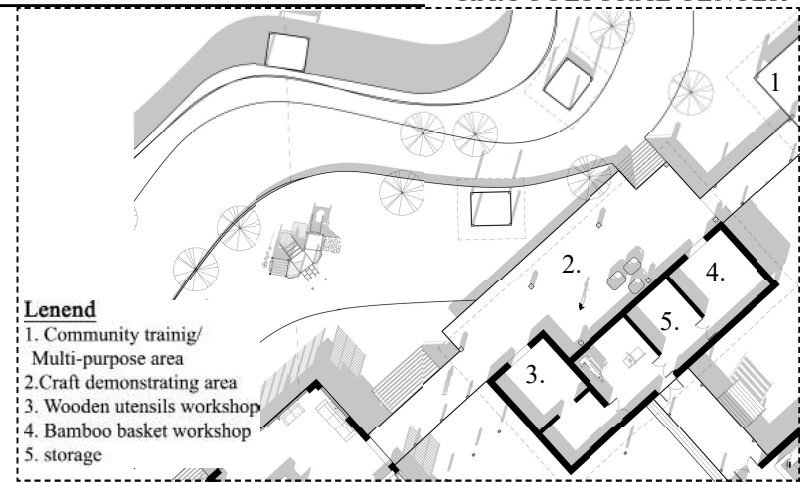 1
2.
4.
5.
3.
Lenend
1. Community trainig/
Multi-purpose area
2.Craft demonstrating area
3. Wooden utensils workshop
4. Bamboo basket workshop
5. storage